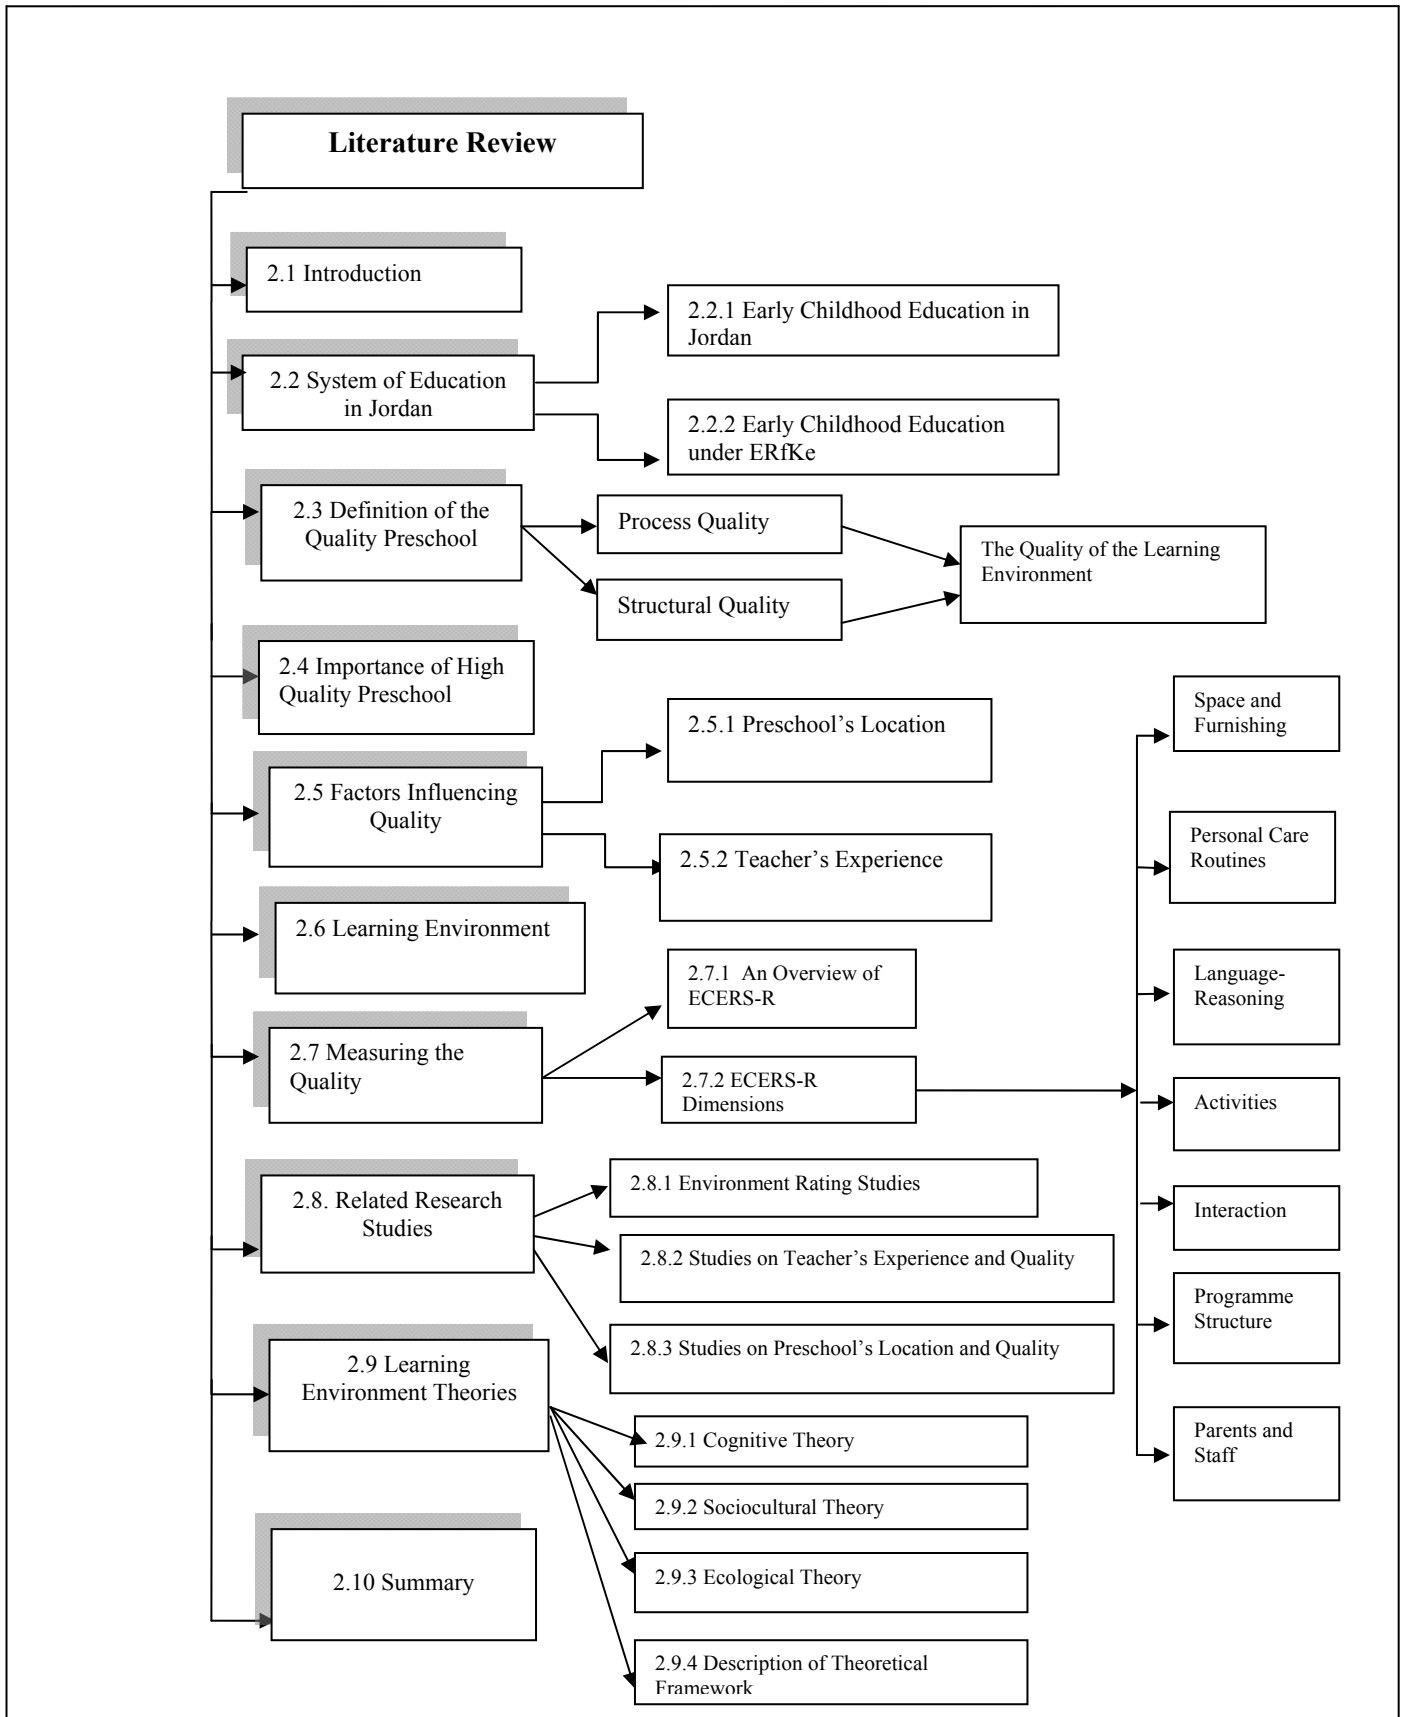 Literature Review
2.1 Introduction
2.2 System of Education
in Jordan
2.2.1 Early Childhood Education in
Jordan
2.2.2 Early Childhood Education
under ERfKe
2.3 Definition of the
Quality Preschool
Process Quality
Structural Quality
The Quality of the Learning
Environment
2.4 Importance of High
Quality Preschool
2.5 Factors Influencing
Quality
2.5.1 Preschool’s Location
2.5.2 Teacher’s Experience
2.6 Learning Environment
2.7 Measuring the
Quality
2.7.1 An Overview of
ECERS-R
2.7.2 ECERS-R
Dimensions
Space and
Furnishing
Personal Care
Routines
Language-
Reasoning
Activities
Interaction
Programme
Structure
Parents and
Staff
2.8. Related Research
Studies
2.8.1 Environment Rating Studies
2.8.2 Studies on Teacher’s Experience and Quality
2.8.3 Studies on Preschool’s Location and Quality
2.9 Learning
Environment Theories
2.9.1 Cognitive Theory
2.9.2 Sociocultural Theory
2.9.3 Ecological Theory
2.9.4 Description of Theoretical
Framework
2.10 Summary